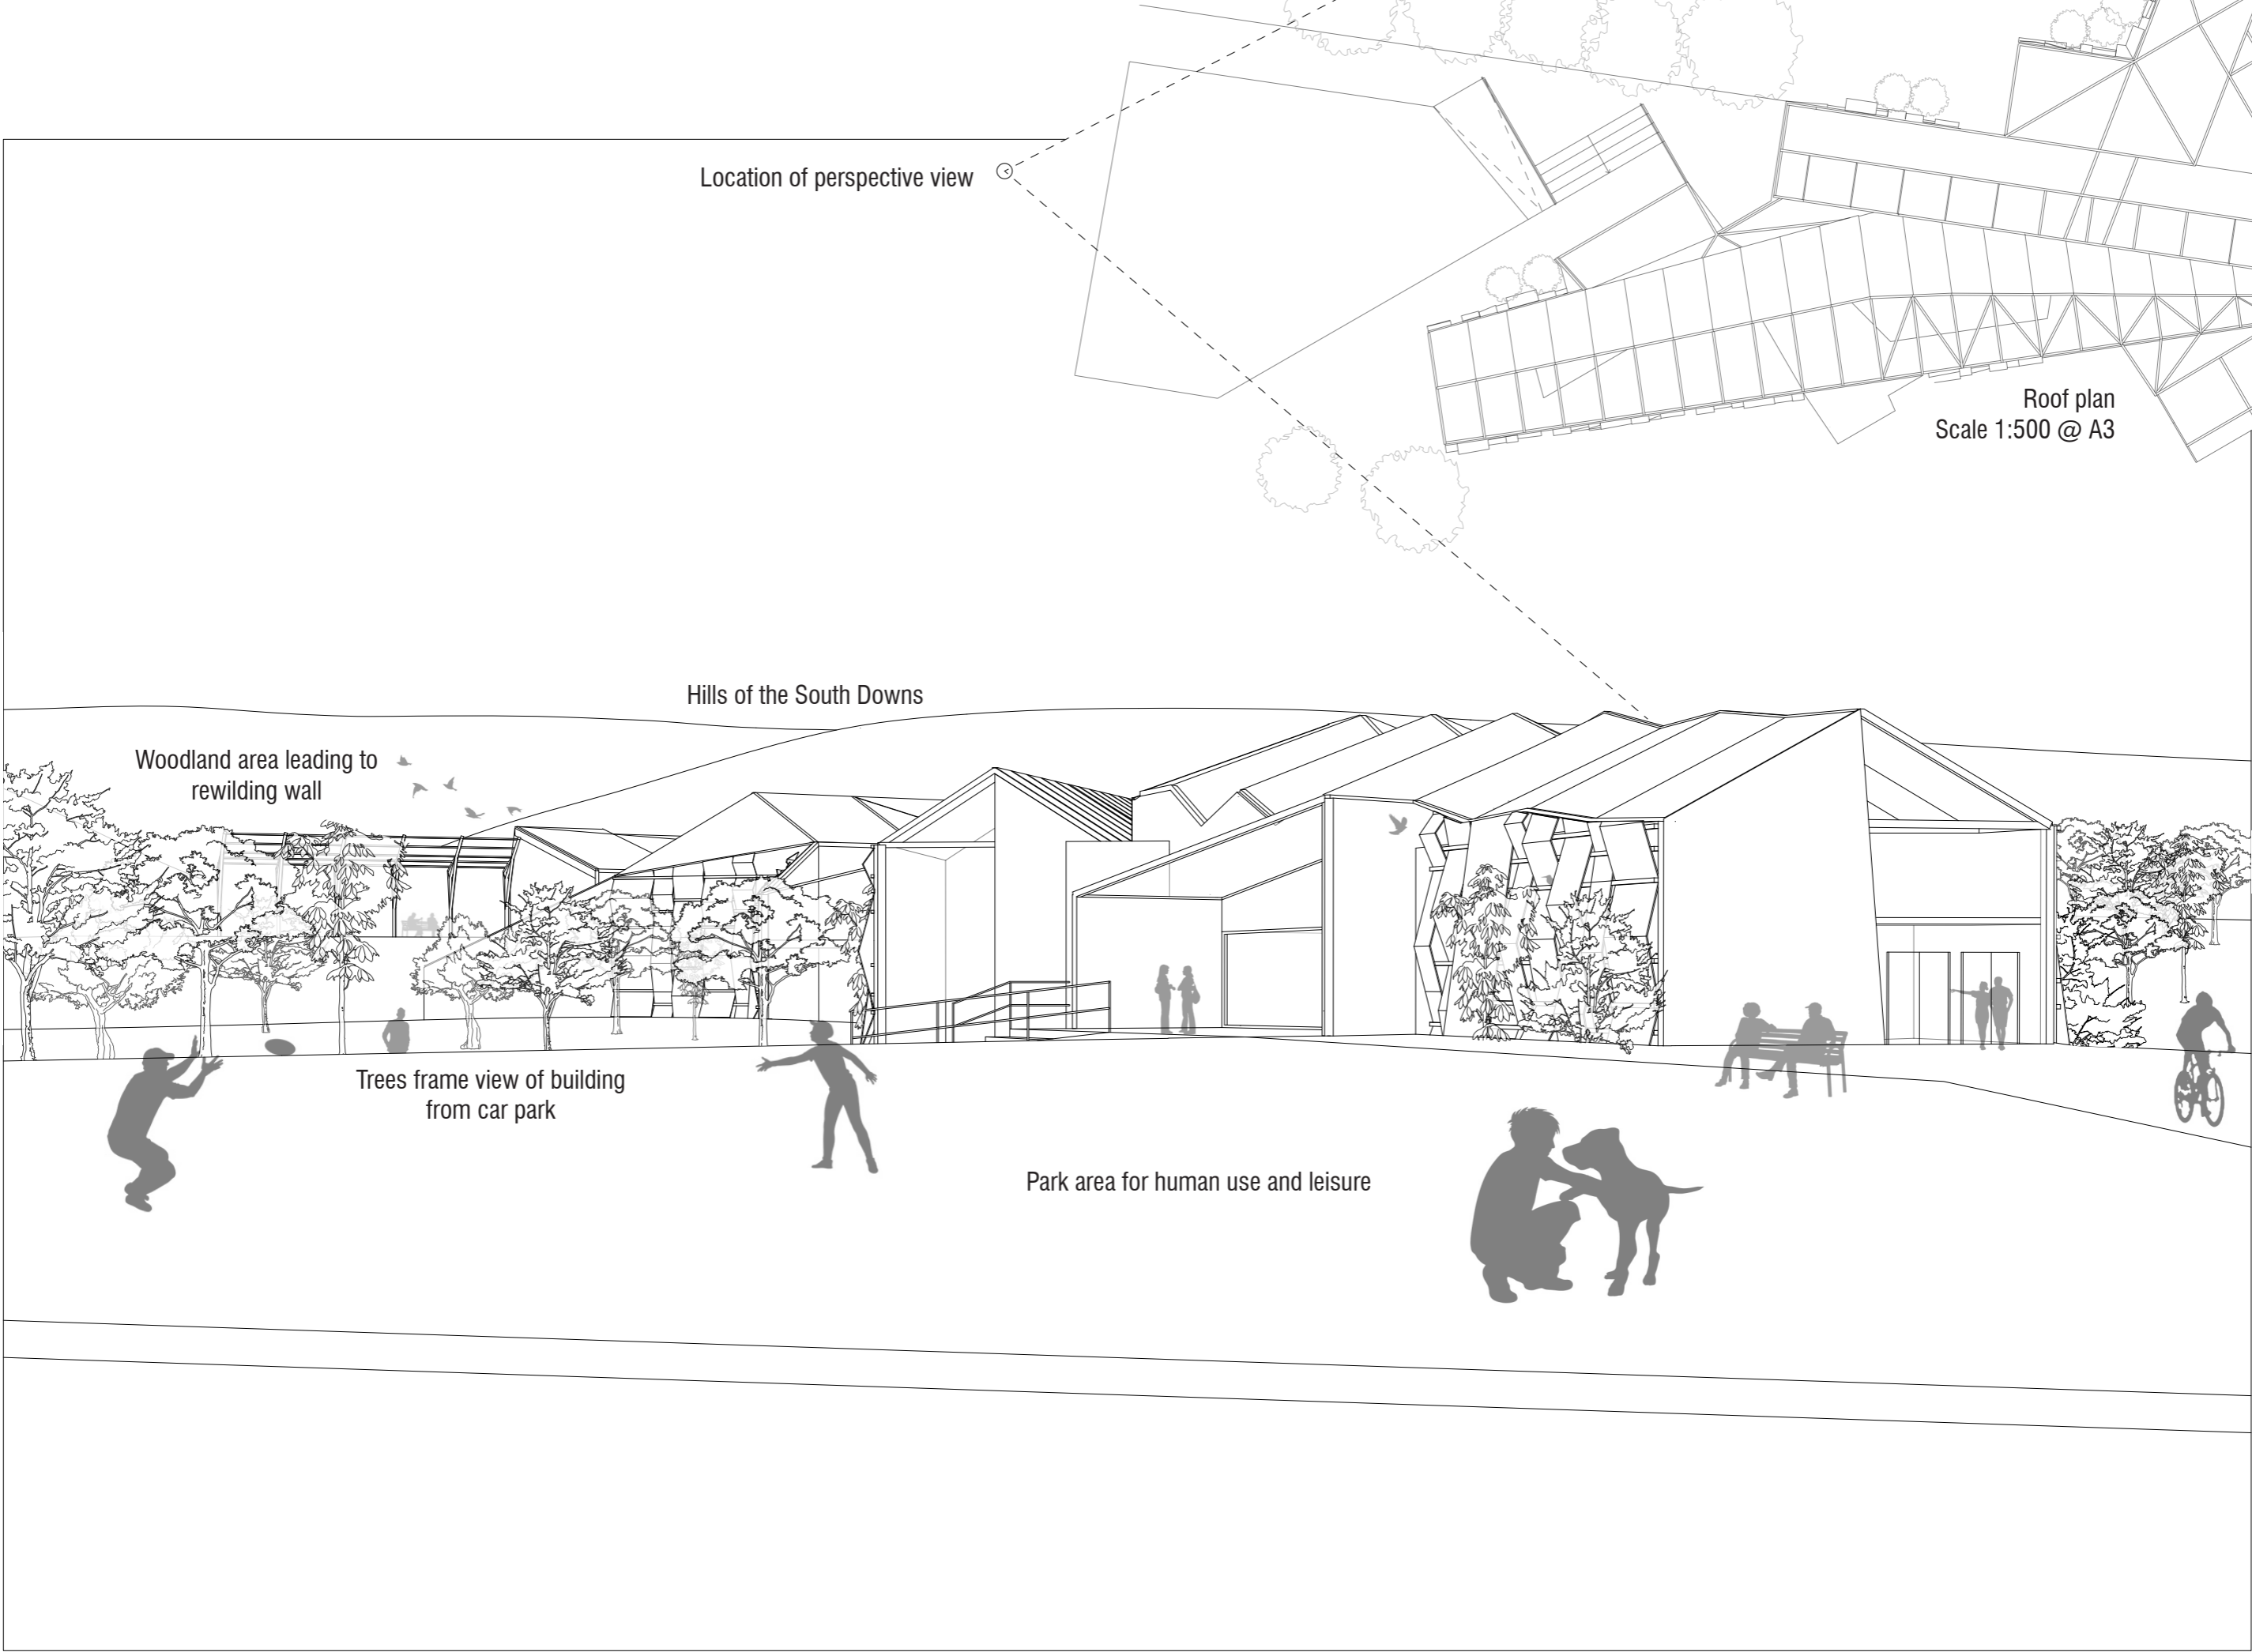 Location of perspective view
Roof plan
Scale 1:500 @ A3
Hills of the South Downs
Woodland area leading to
rewilding wall
Trees frame view of building
from car park
Park area for human use and leisure